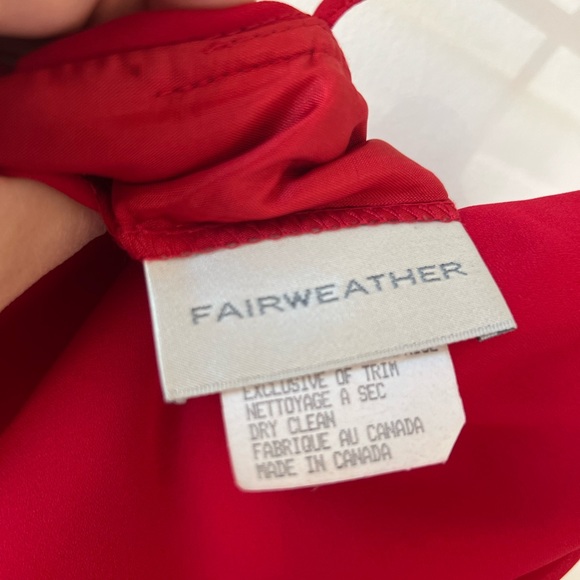 FAIRWEATHER
EXCLUSIVE OF TRIM
NETTOYAGE A SEC
DRY CLEAN
FABRIQUE AU CANADA
MADE IN CANADA